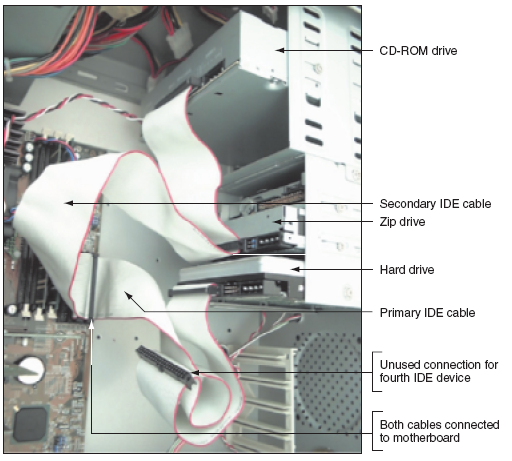 CD-ROM drive
Secondary IDE cable
Zip drive
Hard drive
Primary IDE cable
Unused connection for
fourth IDE device
Both cables connected
to motherboard